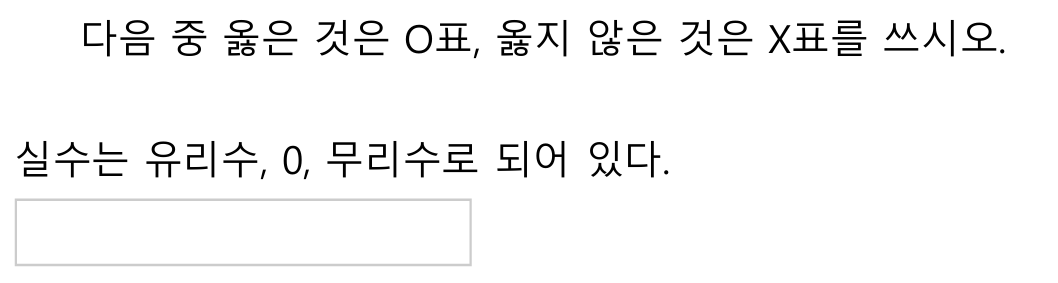 다음 중 옳은 것은 O표, 옳지 않은 것은 X표를 쓰시오.
실수는 유리수, 0, 무리수로 되어 있다.